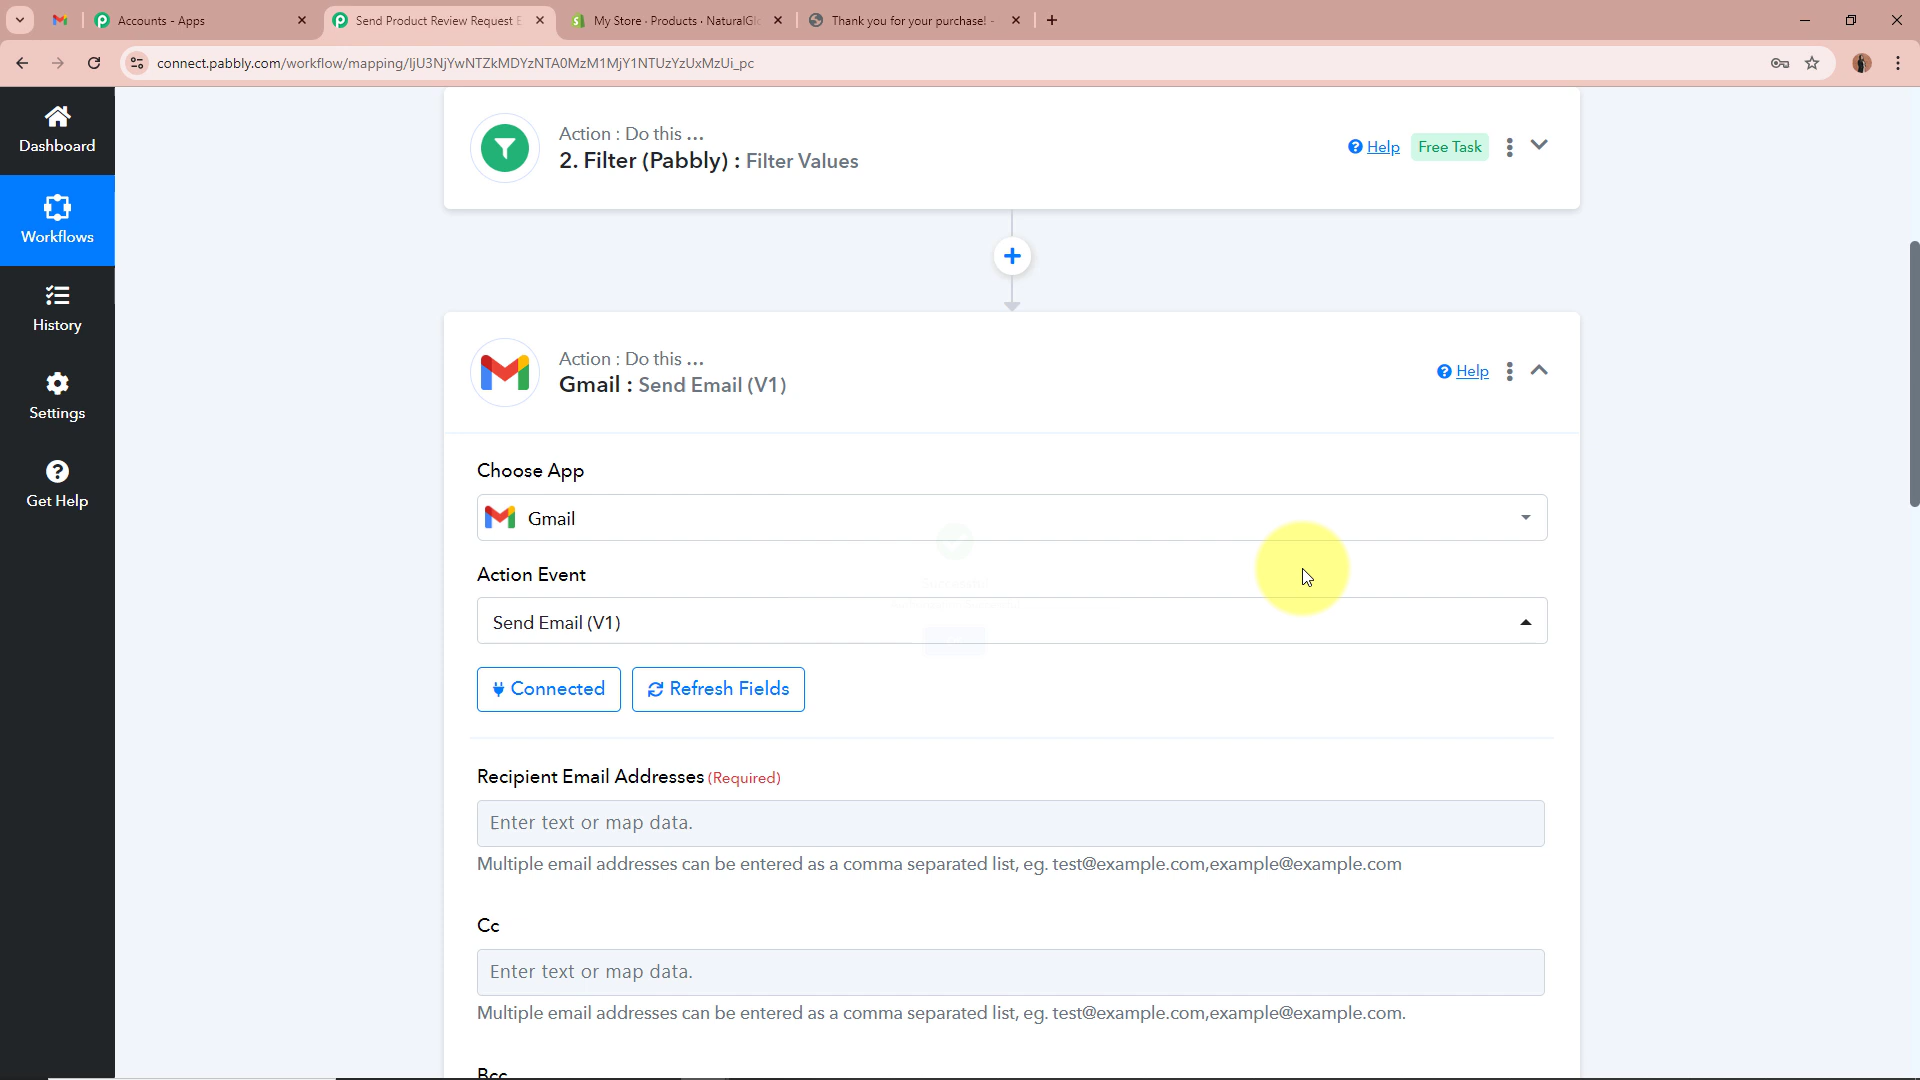 Accounts - Apps
Send Product Review Request E
My Store · Products · NaturalGlo
Thank you for your purchase! -
connect.pabbly.com/workflow/mapping/IjU3NjYwNTZkMDYzNTA0MzM1MjY1NTUzYzUxMzUi_pc
Dashboard
Workflows
History
Settings
Get Help
Action : Do this ...
2. Filter (Pabbly) : Filter Values
Help
Free Task
Action : Do this ...
Gmail : Send Email (V1)
Help
Choose App
Gmail
Action Event
Send Email (V1)
Connected
Refresh Fields
Recipient Email Addresses (Required)
Enter text or map data.
Multiple email addresses can be entered as a comma separated list, eg. test@example.com,example@example.com
Cc
Enter text or map data.
Multiple email addresses can be entered as a comma separated list, eg. test@example.com,example@example.com.
Bcc